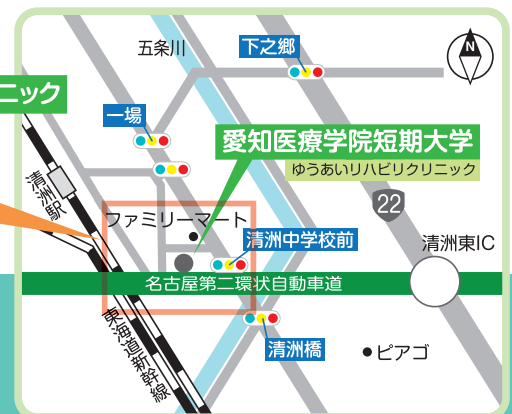 五条川
下之郷
N
ニック
一場
愛知医療学院短期大学
ゆうあいリハビリクリニック
清洲駅
22
ファミリーマート
清洲中学校前
清洲東IC
名古屋第二環状自動車道
東海道新幹線
清洲橋
ピアゴ